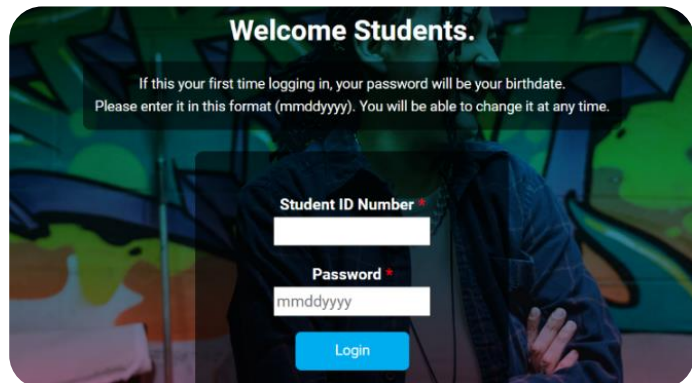 Welcome Students.
If this your first time logging in, your password will be your birthdate.
Please enter it in this format (mmddyyyy). You will be able to change it at any time.
Student ID Number *
Password *
mmddyyyy
Login